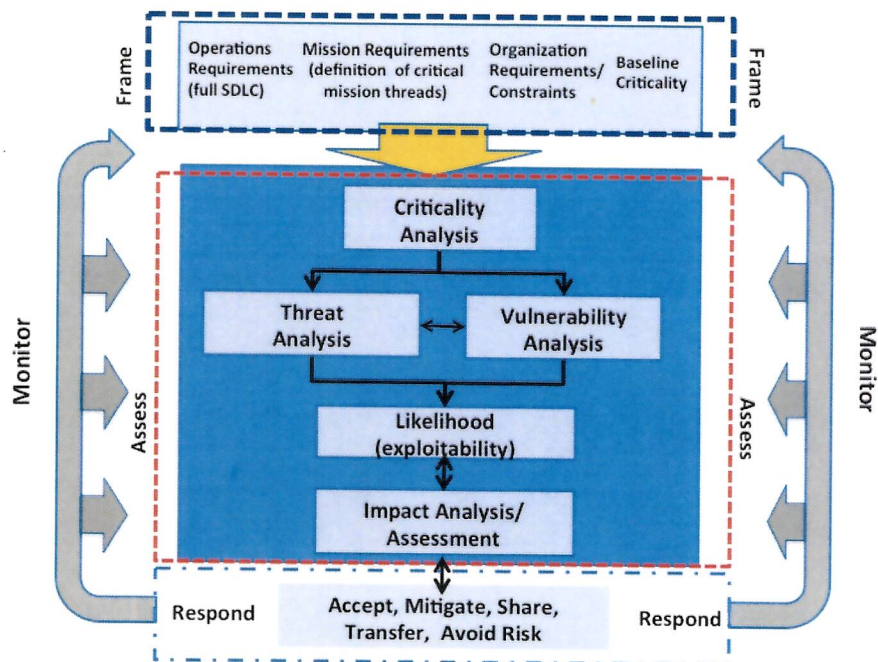 Frame
Operations
Requirements
(full SDLC)
Mission Requirements
(definition of critical
mission threads)
Organization
Requirements/
Constraints
Baseline
Criticality
Frame
Criticality
Analysis
Threat
Analysis
Vulnerability
Analysis
Likelihood
(exploitability)
Impact Analysis/
Assessment
Monitor
Assess
Assess
Monitor
Respond
Accept, Mitigate, Share,
Transfer, Avoid Risk
Respond